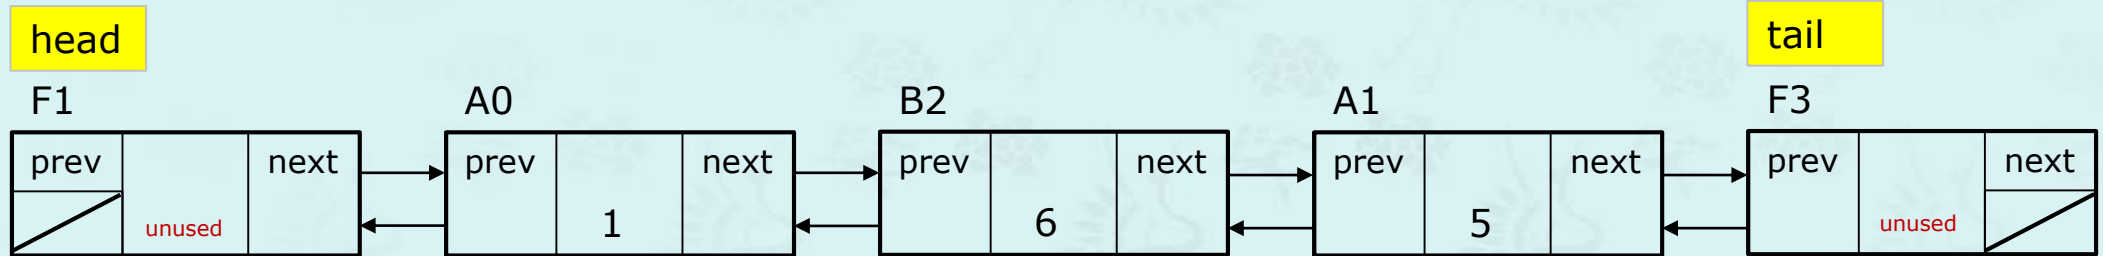 head
tail
F1
A0
B2
A1
F3
prev next
prev next
prev next
prev next
prev next
unused
1
6
5
unused